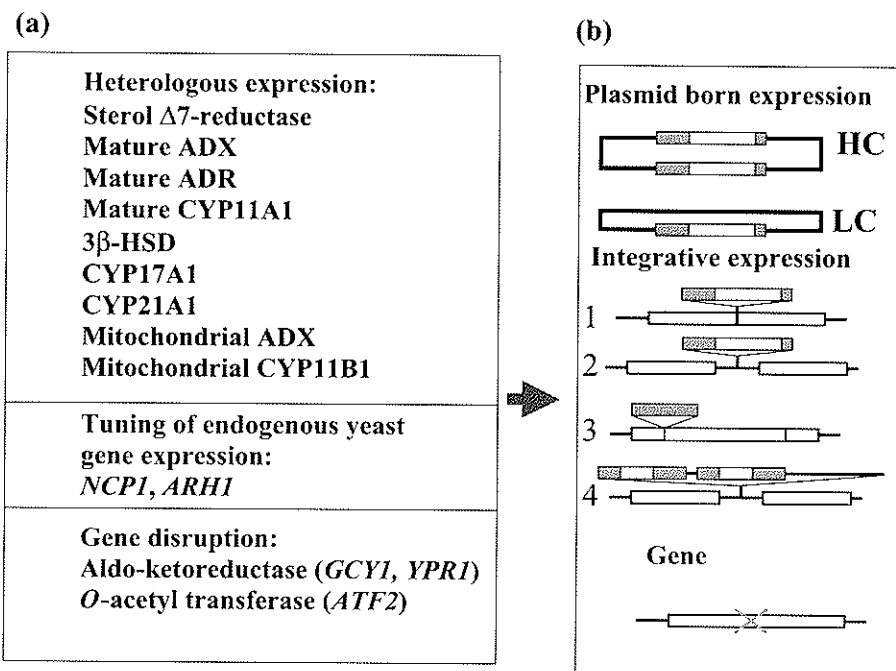 (a)
Heterologous expression:
Sterol Δ7-reductase
Mature ADX
Mature ADR
Mature CYP11A1
3β-HSD
CYP17A1
CYP21A1
Mitochondrial ADX
Mitochondrial CYP11B1
Tuning of endogenous yeast
gene expression:
NCP1, ARH1
Gene disruption:
Aldo-ketoreductase (GCY1, YPR1)
O-acetyl transferase (ATF2)
(b)
Plasmid born expression
HC
LC
Integrative expression
1
2
3
4
Gene